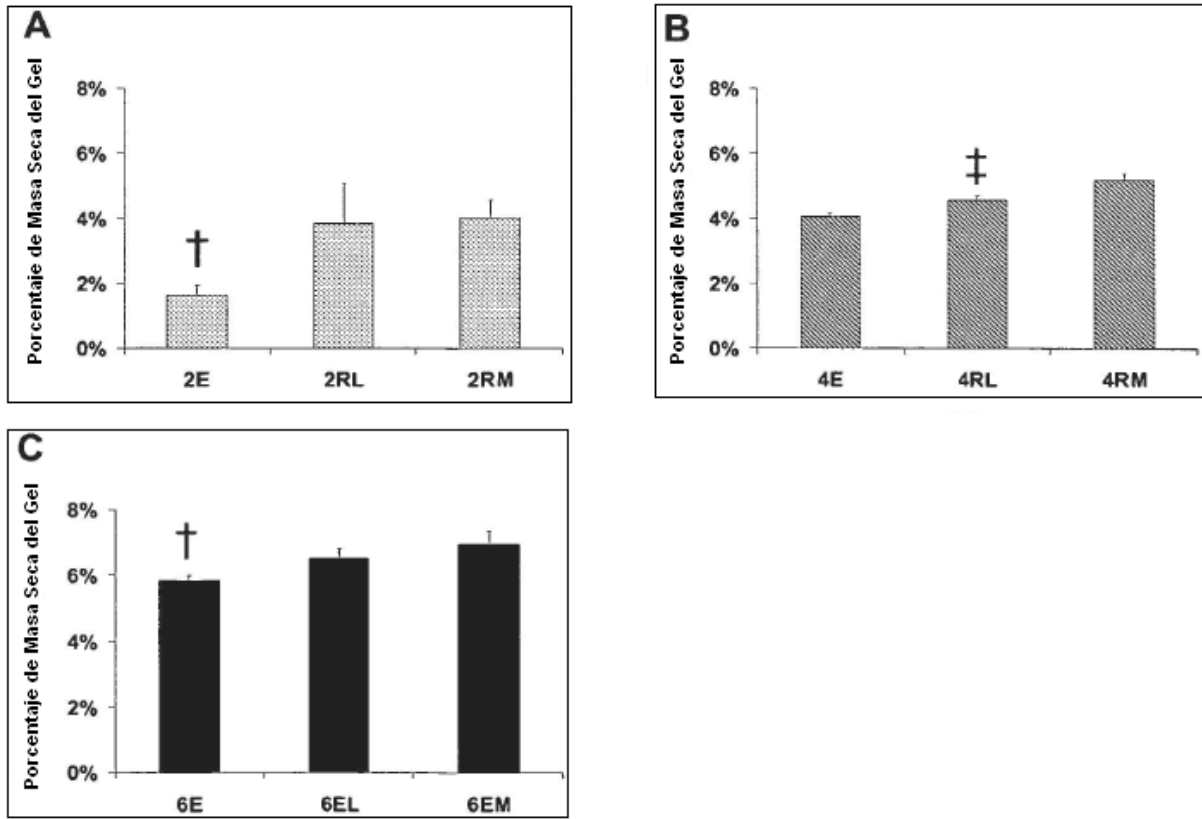 A
Porcentaje de Masa Seca del Gel
8%
6%
4%
2%
0%
†
2E 2RL 2RM
B
Porcentaje de Masa Seca del Gel
8%
6%
4%
2%
0%
‡
4E 4RL 4RM
C
Porcentaje de Masa Seca del Gel
8%
6%
4%
2%
0%
†
6E 6EL 6EM